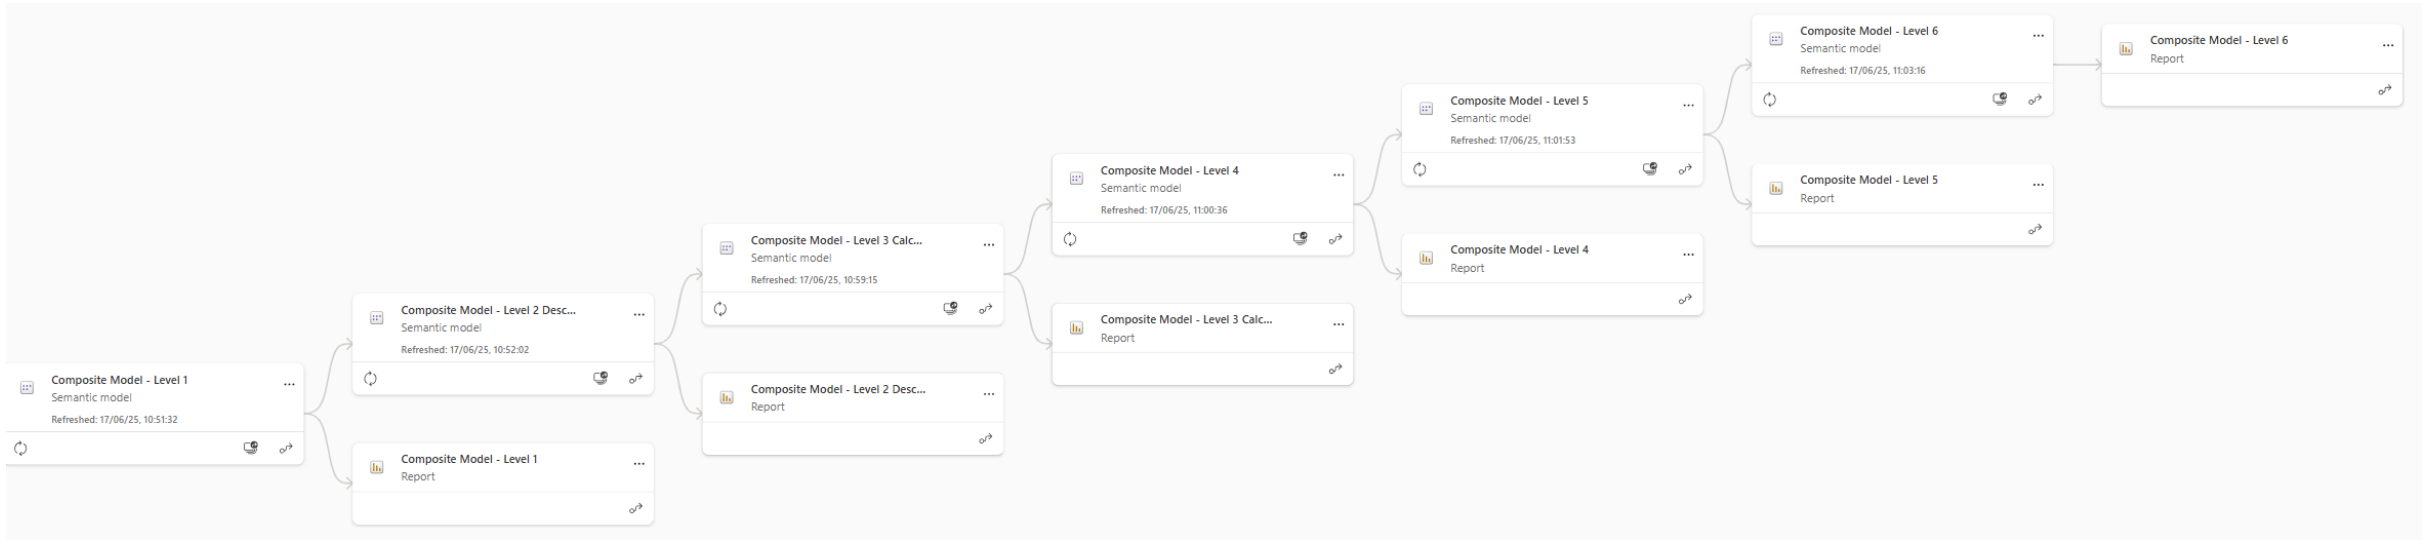 Composite Model - Level 1
Semantic model
Refreshed: 17/06/25, 10:51:32
Composite Model - Level 2 Desc...
Semantic model
Refreshed: 17/06/25, 10:52:02
Composite Model - Level 1
Report
Composite Model - Level 3 Calc...
Semantic model
Refreshed: 17/06/25, 10:59:15
Composite Model - Level 2 Desc...
Report
Composite Model - Level 4
Semantic model
Refreshed: 17/06/25, 11:00:36
Composite Model - Level 3 Calc...
Report
Composite Model - Level 5
Semantic model
Refreshed: 17/06/25, 11:01:53
Composite Model - Level 4
Report
Composite Model - Level 6
Semantic model
Refreshed: 17/06/25, 11:03:16
Composite Model - Level 5
Report
Composite Model - Level 6
Report